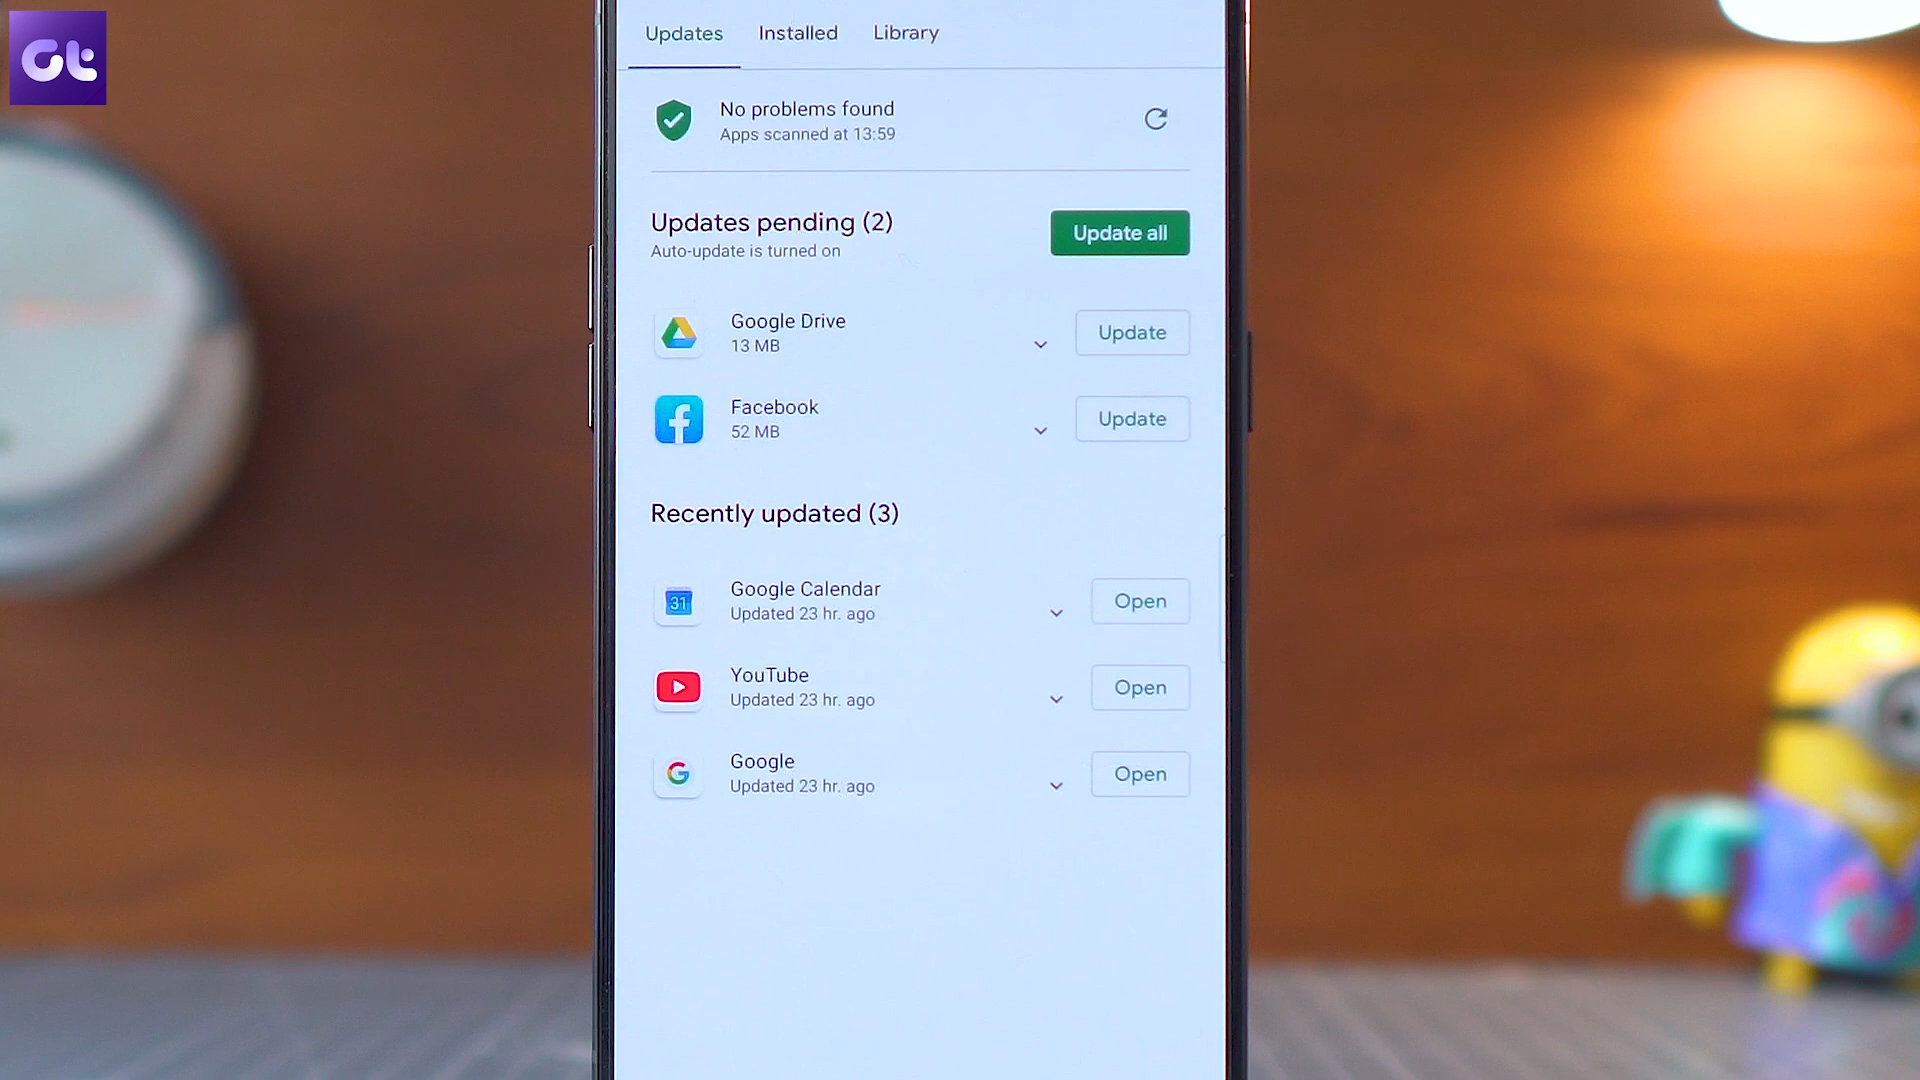 Gt
Updates Installed Library
No problems found
Apps scanned at 13:59
Updates pending (2)
Auto-update is turned on
Update all
Google Drive
13 MB
Update
Facebook
52 MB
Update
Recently updated (3)
31
Google Calendar
Updated 23 hr. ago
Open
YouTube
Updated 23 hr. ago
Open
G
Google
Updated 23 hr. ago
Open